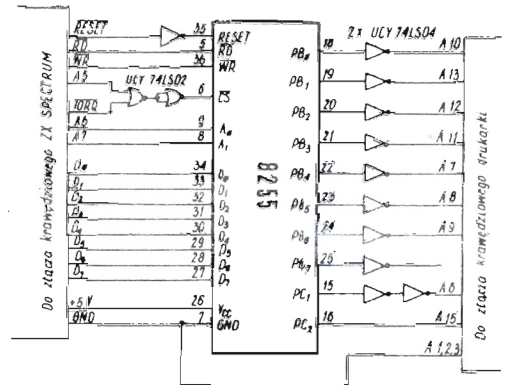 Do złącza krawędziowego ZX SPECTRUM
RESET
RD
WR
A5
IORQ
A6
A7
D0
D1
D2
D3
D4
D5
D6
D7
+5 V
GND
UCY 74LS02
35
5
36
6
9
8
34
33
32
31
30
29
28
27
26
7
RESET
RD
WR
CS
A0
A1
D0
D1
D2
D3
D4
D5
D6
D7
VCC
GND
8255
PB0
PB1
PB2
PB3
PB4
PB5
PB6
PB7
PC1
PC2
18
19
20
21
22
23
24
25
15
16
2 x UCY 74LS04
A10
A13
A12
A11
A7
A8
A9
A6
A15
A 1,2,3
Do złącza krawędziowego drukarki